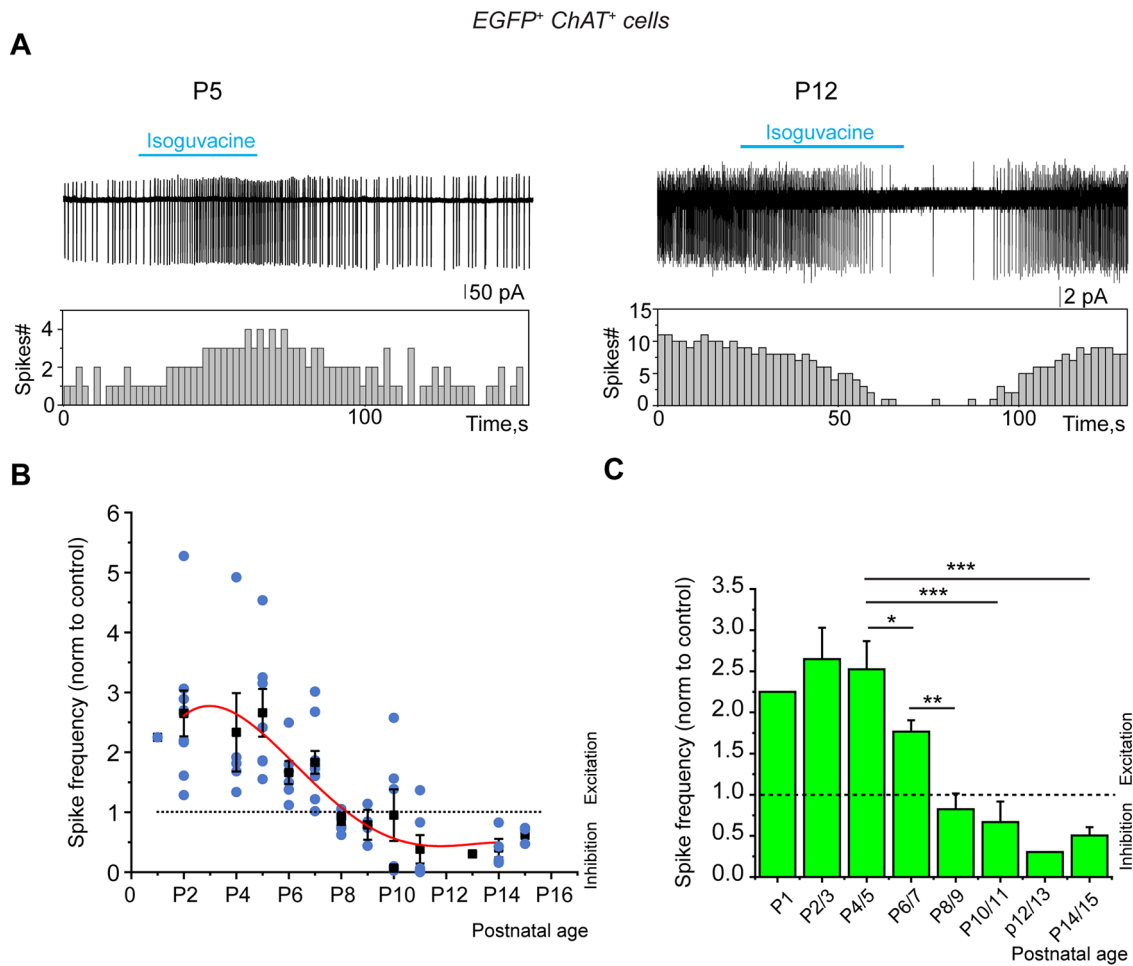 EGFP+ ChAT+ cells
A
P5
P12
Isoguvacine
Isoguvacine
50 pA
2 pA
Spikes#
4
2
0
0
100
Time,s
Spikes#
15
10
5
0
0
50
100
Time,s
B
Spike frequency (norm to control)
6
5
4
3
2
1
0
0
P2
P4
P6
P8
P10
P12
P14
P16
Postnatal age
Excitation
Inhibition
C
Spike frequency (norm to control)
3.5
3.0
2.5
2.0
1.5
1.0
0.5
0.0
***
***
*
**
P1
P2/3
P4/5
P6/7
P8/9
P10/11
p12/13
P14/15
Postnatal age
Excitation
Inhibition